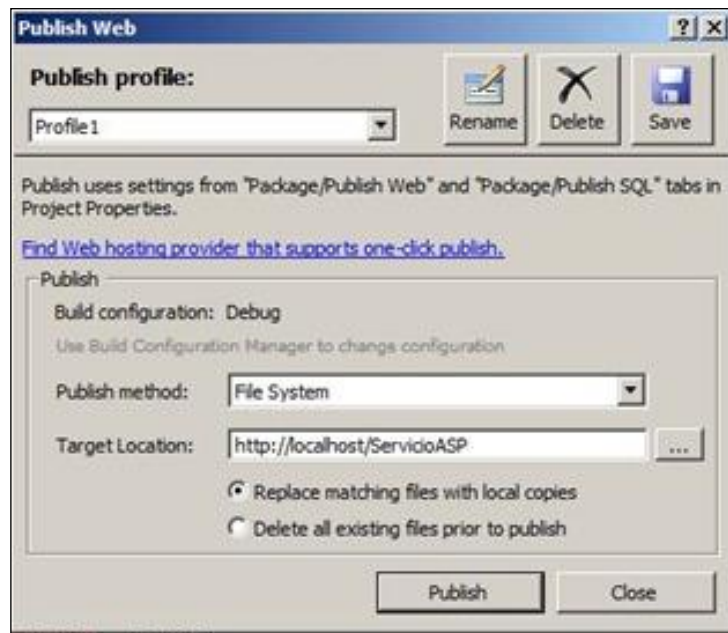 Publish Web
Publish profile:
Profile1
Rename
Delete
Save
Publish uses settings from "Package/Publish Web" and "Package/Publish SQL" tabs in
Project Properties.
Find Web hosting provider that supports one-click publish.
Publish
Build configuration: Debug
Use Build Configuration Manager to change configuration
Publish method: File System
Target Location: http://localhost/ServicioASP ...
Replace matching files with local copies
Delete all existing files prior to publish
Publish Close